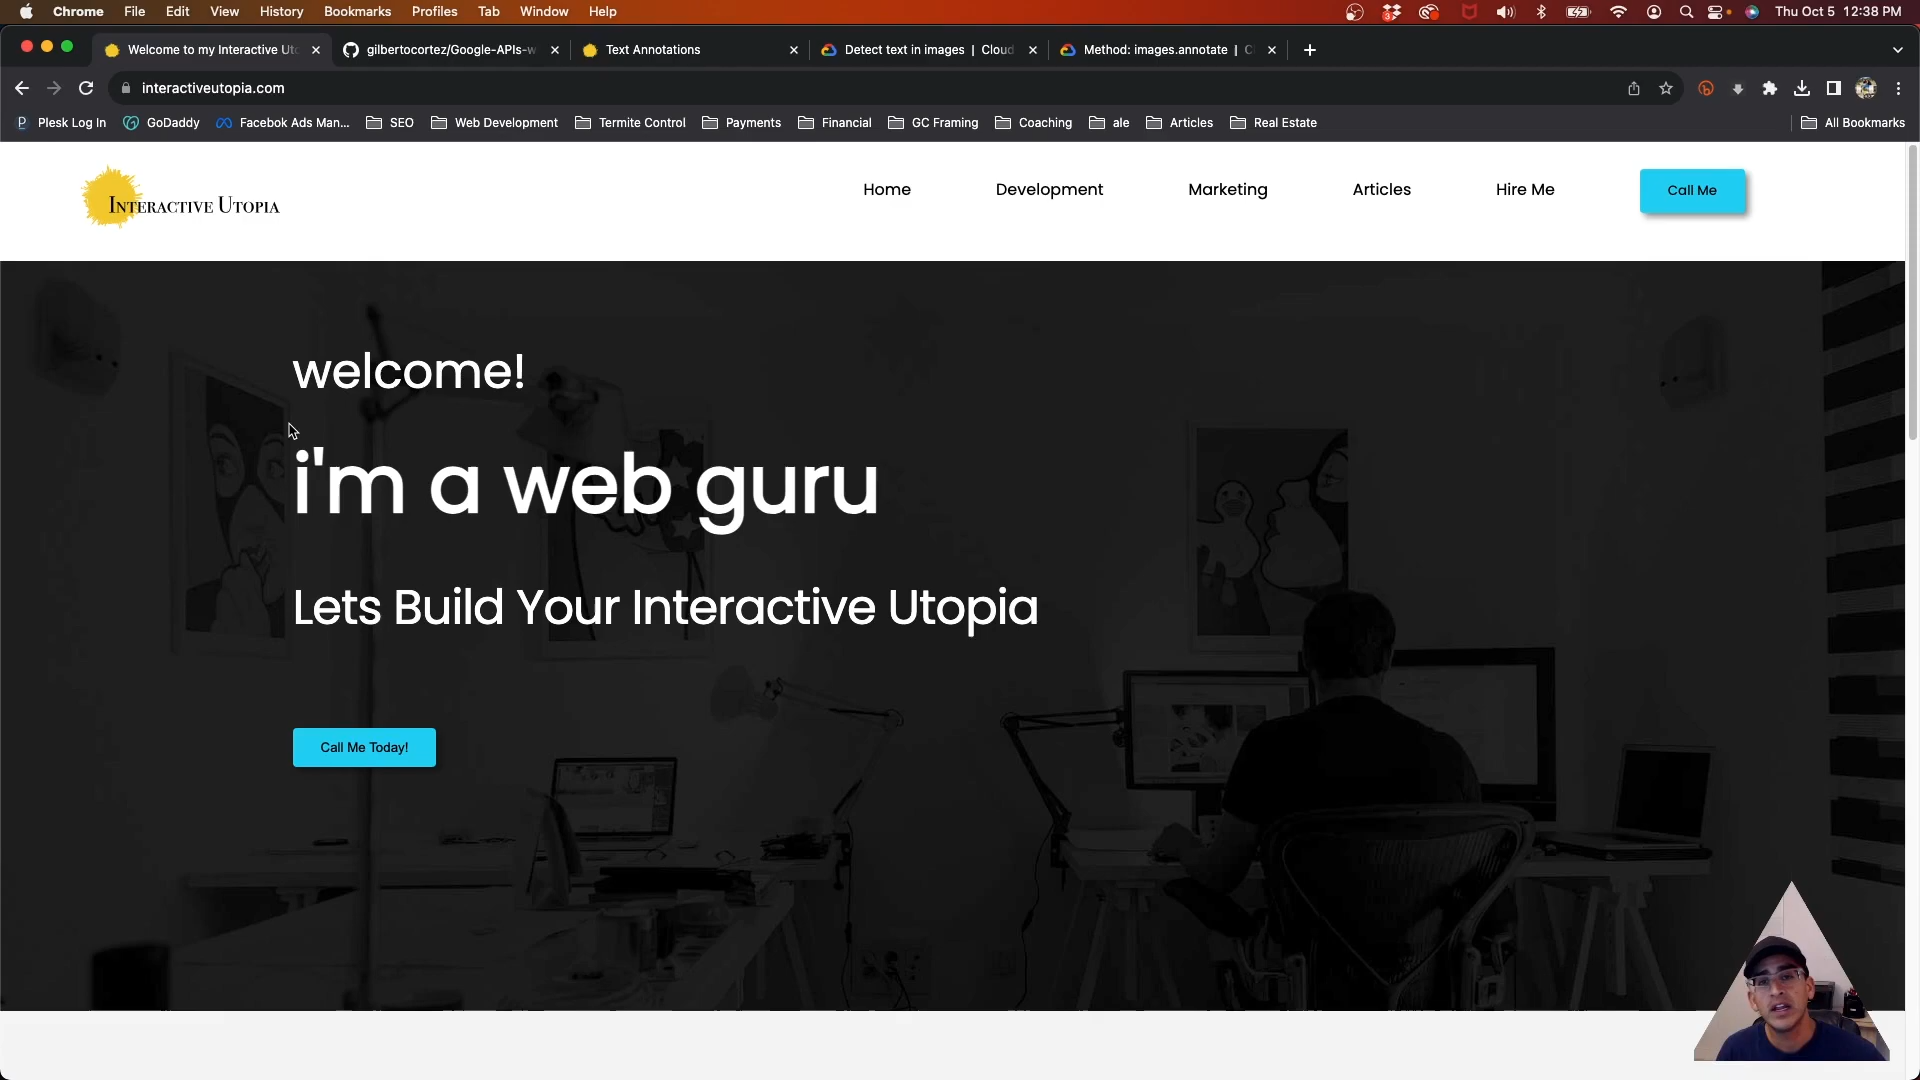 Chrome File Edit View History Bookmarks Profiles Tab Window Help Thu Oct 5 12:38 PM
Welcome to my Interactive Uto gilbertocortez/Google-APIs-w Text Annotations Detect text in images | Cloud Method: images.annotate | C
interactiveutopia.com
Plesk Log In GoDaddy Facebok Ads Man... SEO Web Development Termite Control Payments Financial GC Framing Coaching ale Articles Real Estate All Bookmarks
Interactive Utopia
Home Development Marketing Articles Hire Me Call Me
welcome!
i'm a web guru
Lets Build Your Interactive Utopia
Call Me Today!